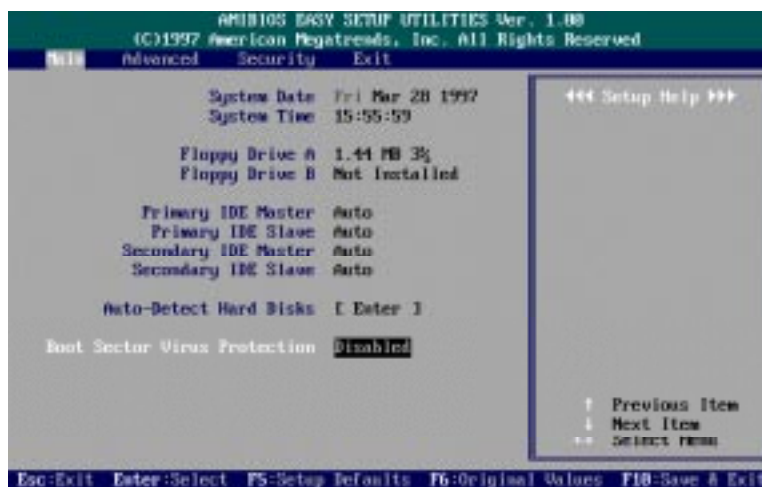 AMIBIOS EASY SETUP UTILITIES Ver. 1.00
(C)1997 American Megatrends, Inc. All Rights Reserved
Main Advanced Security Exit
System Date Fri Mar 28 1997
System Time 15:55:59
Floppy Drive A 1.44 MB 3½
Floppy Drive B Not Installed
Primary IDE Master Auto
Primary IDE Slave Auto
Secondary IDE Master Auto
Secondary IDE Slave Auto
Auto-Detect Hard Disks [ Enter ]
Boot Sector Virus Protection Disabled
Setup Help
↑ Previous Item
↓ Next Item
↔ Select Menu
Esc:Exit Enter:Select F5:Setup Defaults F6:Original Values F10:Save & Exit